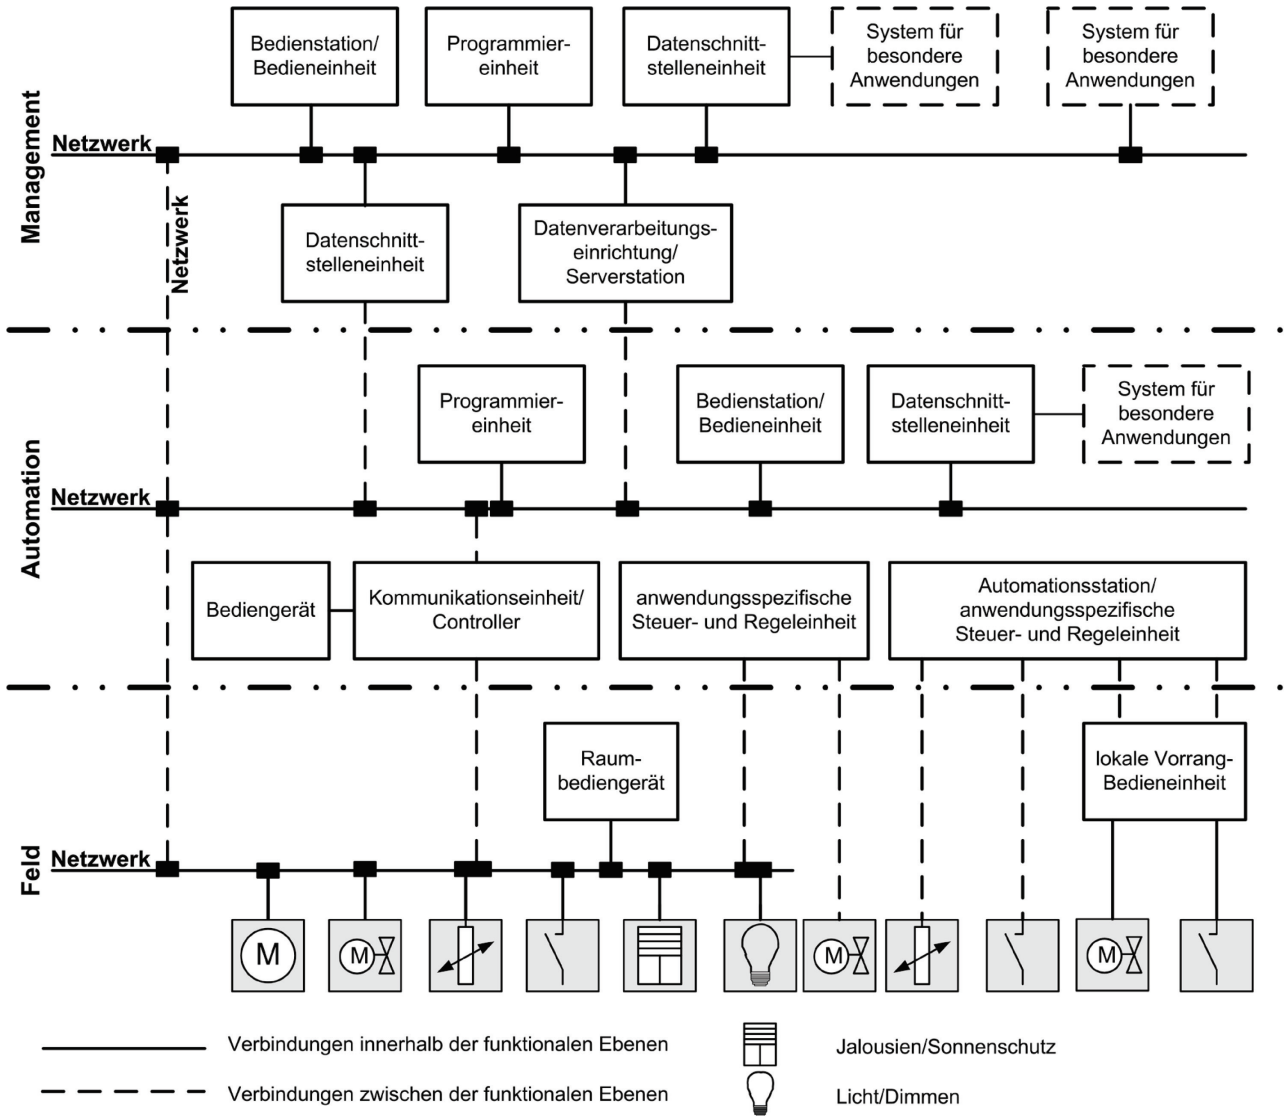 Management
Bedienstation/
Bedieneinheit
Programmier-
einheit
Datenschnitt-
stelleneinheit
System für
besondere
Anwendungen
System für
besondere
Anwendungen
Netzwerk
Netzwerk
Datenschnitt-
stelleneinheit
Datenverarbeitungs-
einrichtung/
Serverstation
Automation
Programmier-
einheit
Bedienstation/
Bedieneinheit
Datenschnitt-
stelleneinheit
System für
besondere
Anwendungen
Netzwerk
Bediengerät
Kommunikationseinheit/
Controller
anwendungsspezifische
Steuer- und Regeleinheit
Automationsstation/
anwendungsspezifische
Steuer- und Regeleinheit
Feld
Raum-
bediengerät
lokale Vorrang-
Bedieneinheit
Netzwerk
M
M
M
M
Verbindungen innerhalb der funktionalen Ebenen
Jalousien/Sonnenschutz
Verbindungen zwischen der funktionalen Ebenen
Licht/Dimmen